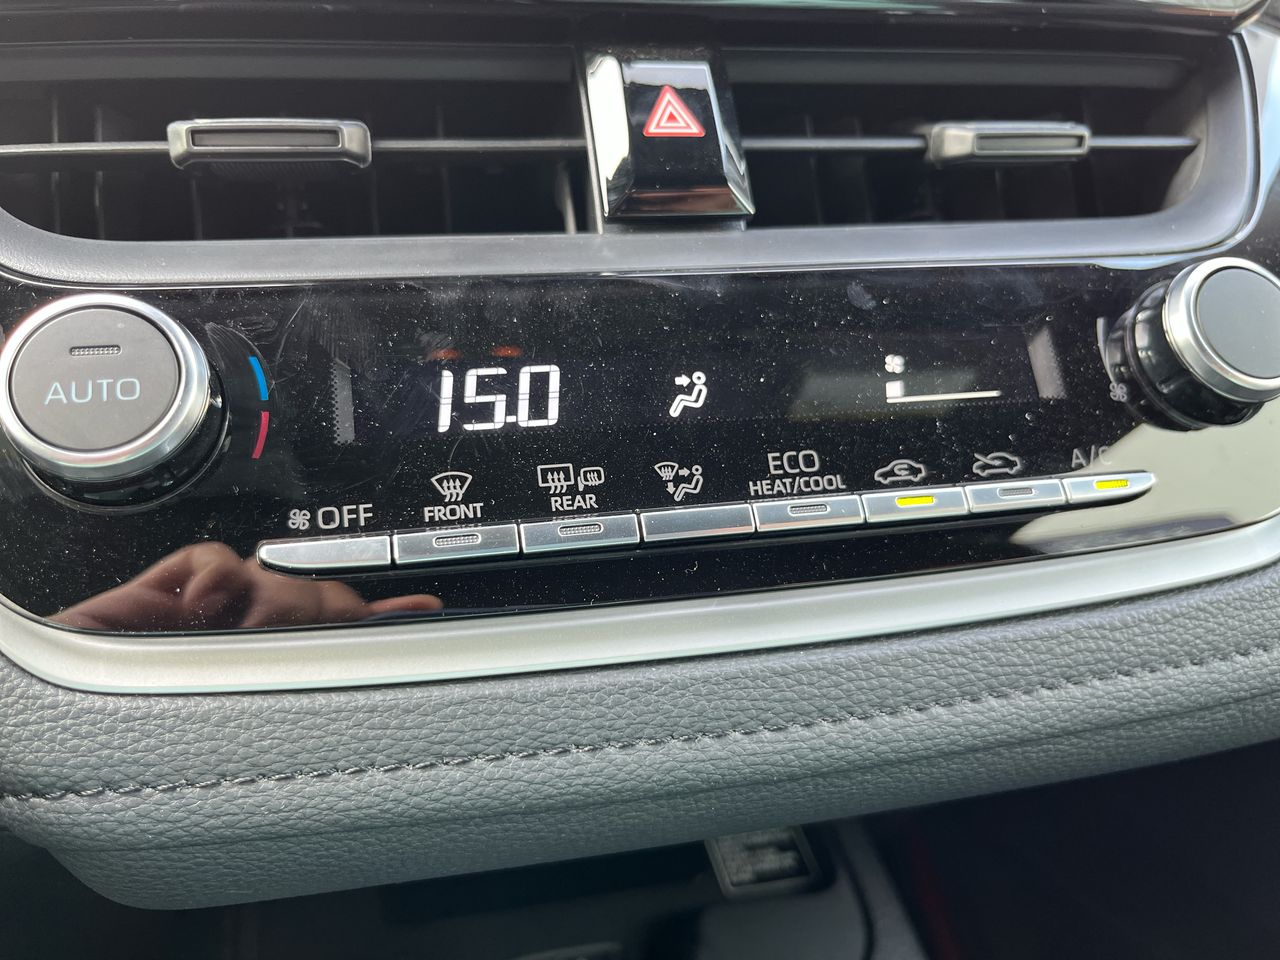 AUTO
15.0
OFF
FRONT
REAR
ECO
HEAT/COOL
A/C